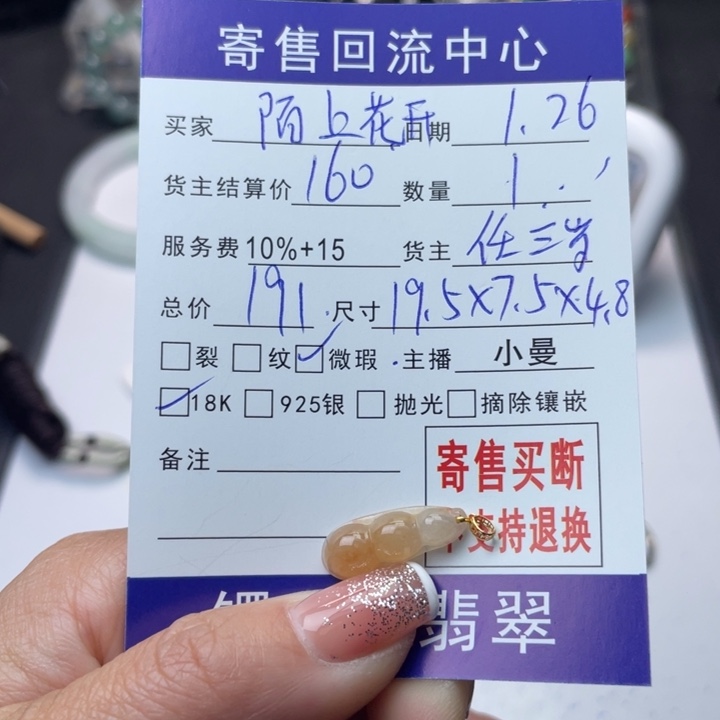 寄售回流中心
买家 陌上花开 日期 1.26
货主结算价 160 数量 1
服务费 10%+15 货主 任三岁
总价 191 尺寸 19.5X7.5X4.8
裂 纹 微瑕 主播 小曼
18K 925银 抛光 摘除镶嵌
备注
寄售买断
支持退换
翡翠